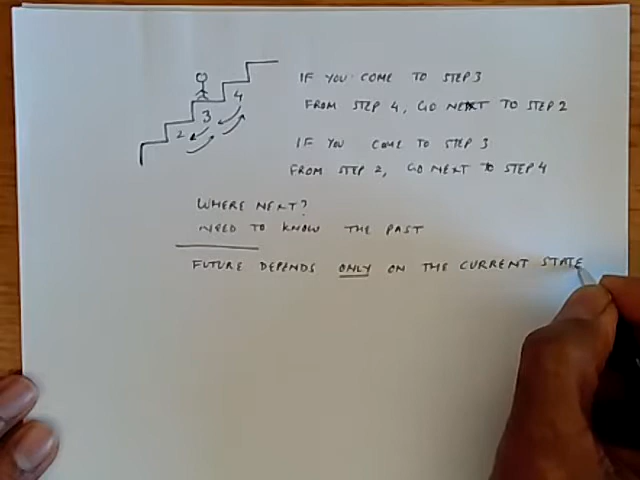 IF YOU COME TO STEP 3
FROM STEP 4, GO NEXT TO STEP 2
IF YOU COME TO STEP 3
FROM STEP 2, GO NEXT TO STEP 4
4
3
2
WHERE NEXT?
NEED TO KNOW THE PAST
FUTURE DEPENDS ONLY ON THE CURRENT STATE